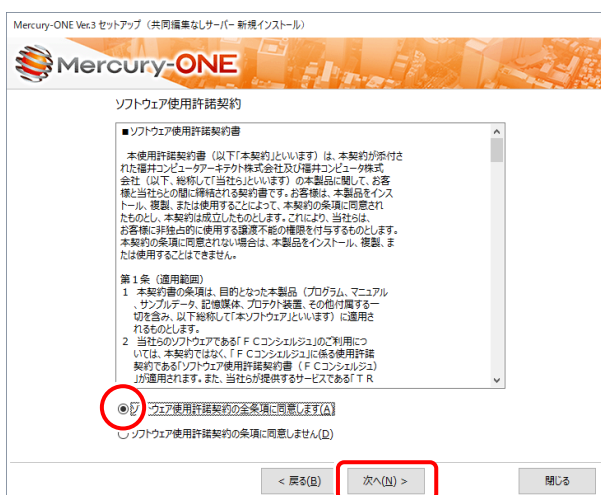 Mercury-ONE Ver.3 セットアップ（共同編集なしサーバー 新規インストール）
Mercury-ONE
ソフトウェア使用許諾契約
■ソフトウェア使用許諾契約書
本使用許諾契約書（以下「本契約」といいます）は、本契約が添付さ
れた福井コンピュータアーキテクト株式会社及び福井コンピュータ株式
会社（以下、総称して「当社ら」といいます）の本製品に関して、お客
様と当社らとの間に締結される契約書です。お客様は、本製品をインス
トール、複製、または使用することによって、本契約の条項に同意され
たものとし、本契約は成立したものとします。これにより、当社らは、
お客様に非独占的に使用する譲渡不能の権限を付与するものとします。
本契約の条項に同意されない場合は、本製品をインストール、複製、ま
たは使用することはできません。
第１条（適用範囲）
１　本契約書の条項は、目的となった本製品（プログラム、マニュアル
、サンプルデータ、記憶媒体、プロテクト装置、その他付属する一
切を含み、以下総称して「本ソフトウェア」といいます）に適用さ
れるものとします。
２　当社らのソフトウェアである「ＦＣコンシェルジュ」のご利用につ
いては、本契約ではなく、「ＦＣコンシェルジュ」に係る使用許諾
契約である「ソフトウェア使用許諾契約書（ＦＣコンシェルジュ）
」が適用されます。また、当社らが提供するサービスである「ＴＲ
ソフトウェア使用許諾契約の全条項に同意します(A)
ソフトウェア使用許諾契約の条項に同意しません(D)
< 戻る(B)
次へ(N) >
閉じる